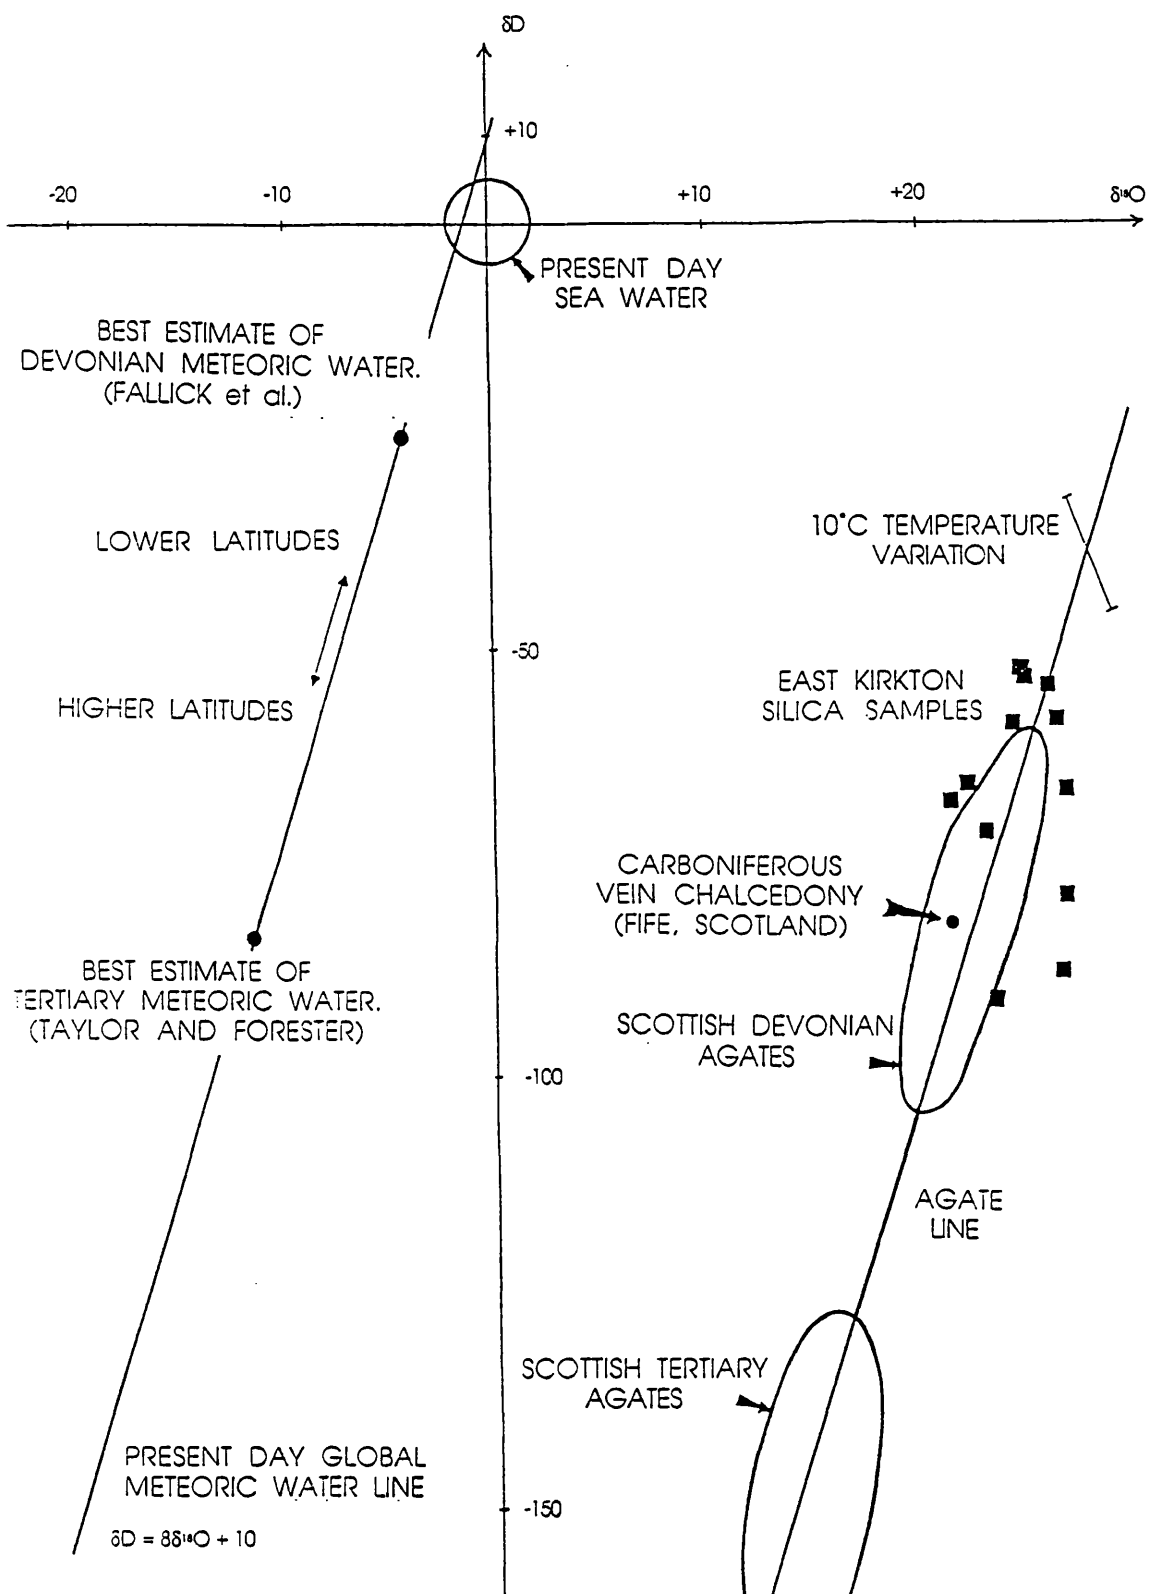 δD
+10
-20
-10
+10
+20
δ¹⁸O
PRESENT DAY
SEA WATER
BEST ESTIMATE OF
DEVONIAN METEORIC WATER.
(FALLICK et al.)
10°C TEMPERATURE
VARIATION
LOWER LATITUDES
-50
EAST KIRKTON
SILICA SAMPLES
HIGHER LATITUDES
CARBONIFEROUS
VEIN CHALCEDONY
(FIFE, SCOTLAND)
BEST ESTIMATE OF
TERTIARY METEORIC WATER.
(TAYLOR AND FORESTER)
SCOTTISH DEVONIAN
AGATES
-100
AGATE
LINE
SCOTTISH TERTIARY
AGATES
PRESENT DAY GLOBAL
METEORIC WATER LINE
-150
δD = 8δ¹⁸O + 10